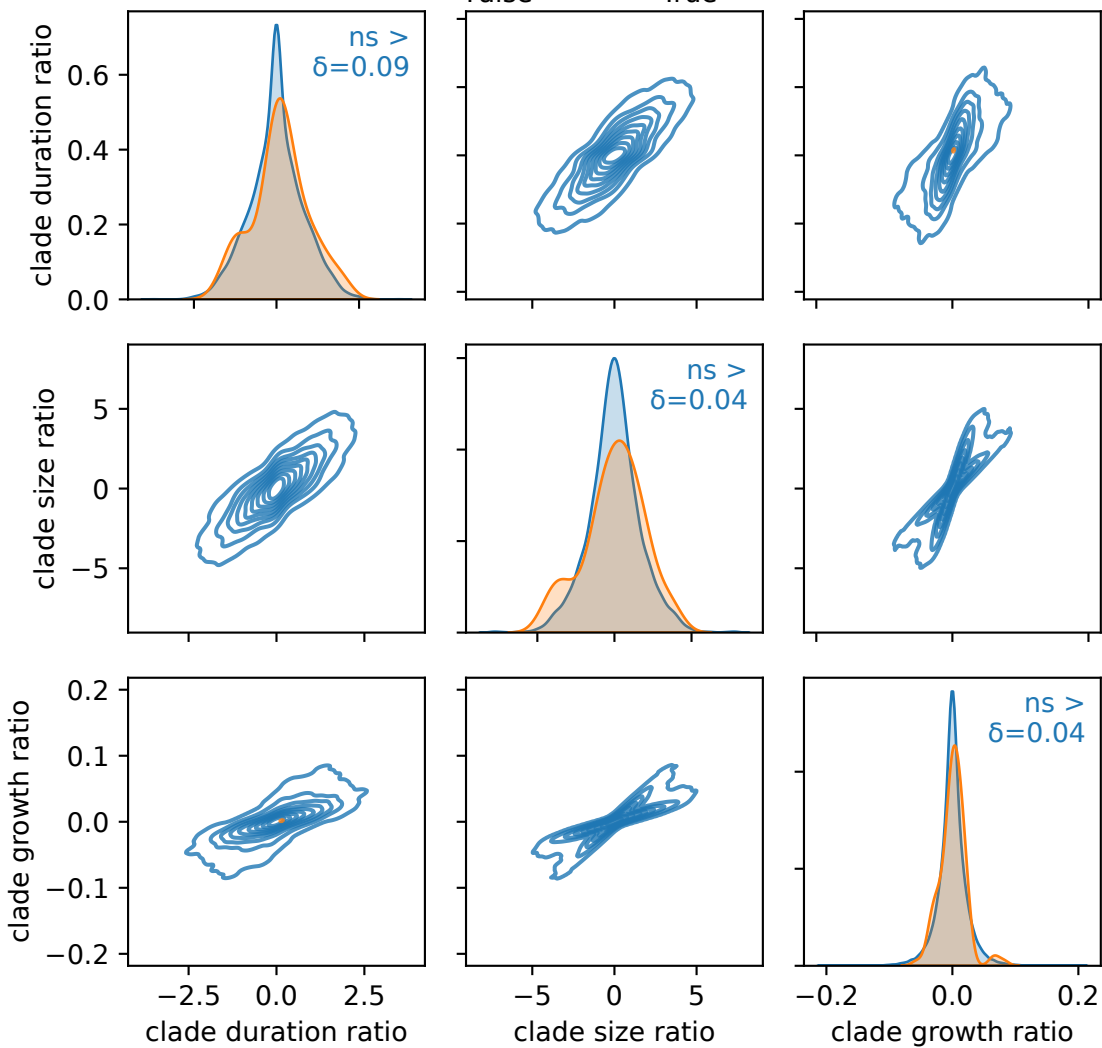 clade duration ratio
0.6
0.4
0.2
0.0
ns >
δ=0.09
clade size ratio
5
0
−5
ns >
δ=0.04
clade growth ratio
0.2
0.1
0.0
−0.1
−0.2
ns >
δ=0.04
−2.5 0.0 2.5
−5 0 5
−0.2 0.0 0.2
clade duration ratio
clade size ratio
clade growth ratio